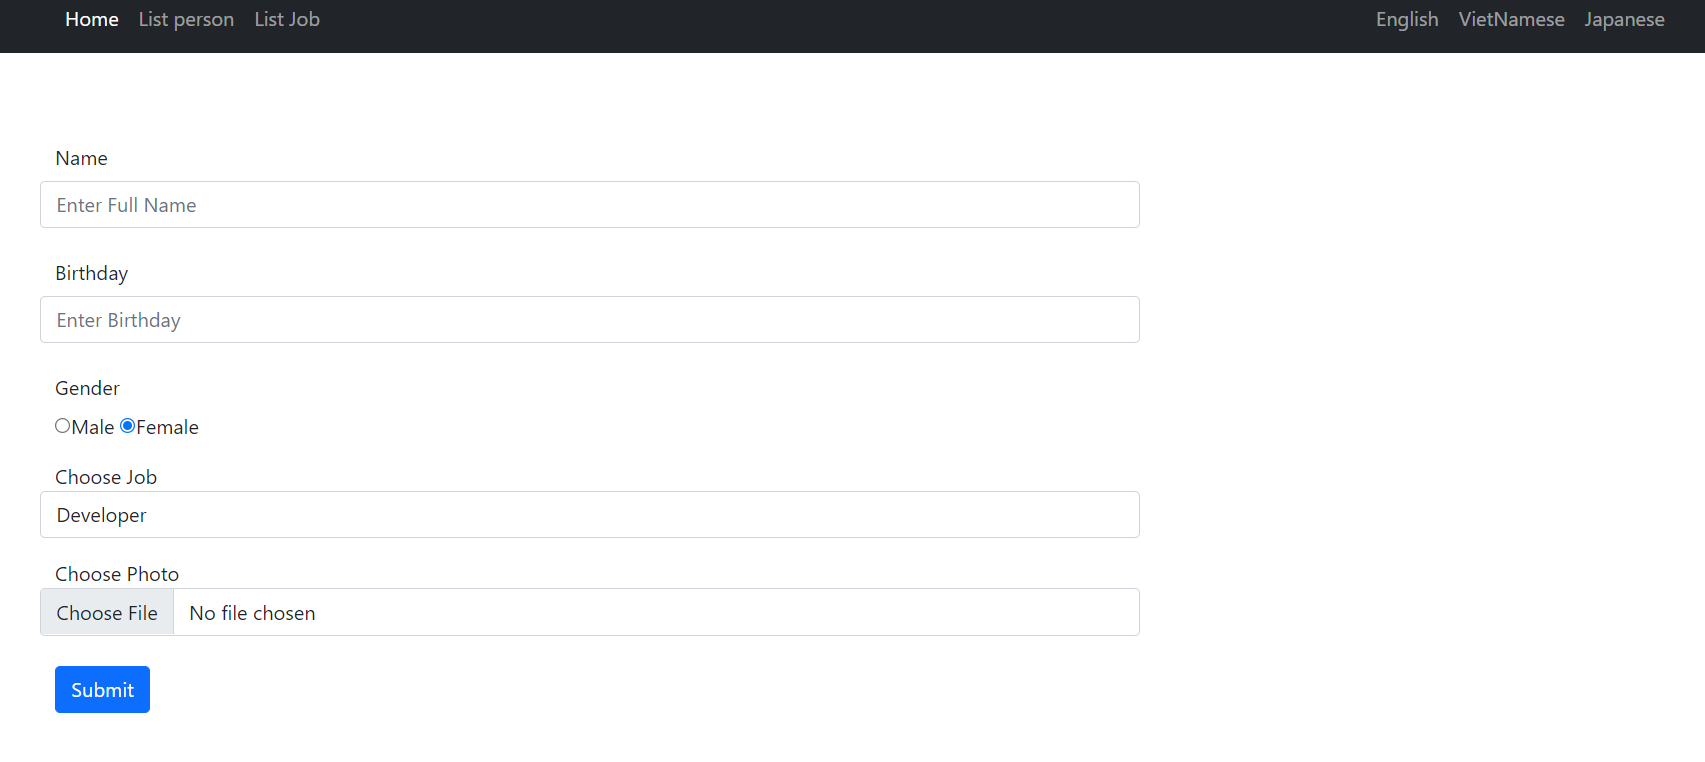 Home List person List Job English VietNamese Japanese
Name
Enter Full Name
Birthday
Enter Birthday
Gender
Male Female
Choose Job
Developer
Choose Photo
Choose File No file chosen
Submit